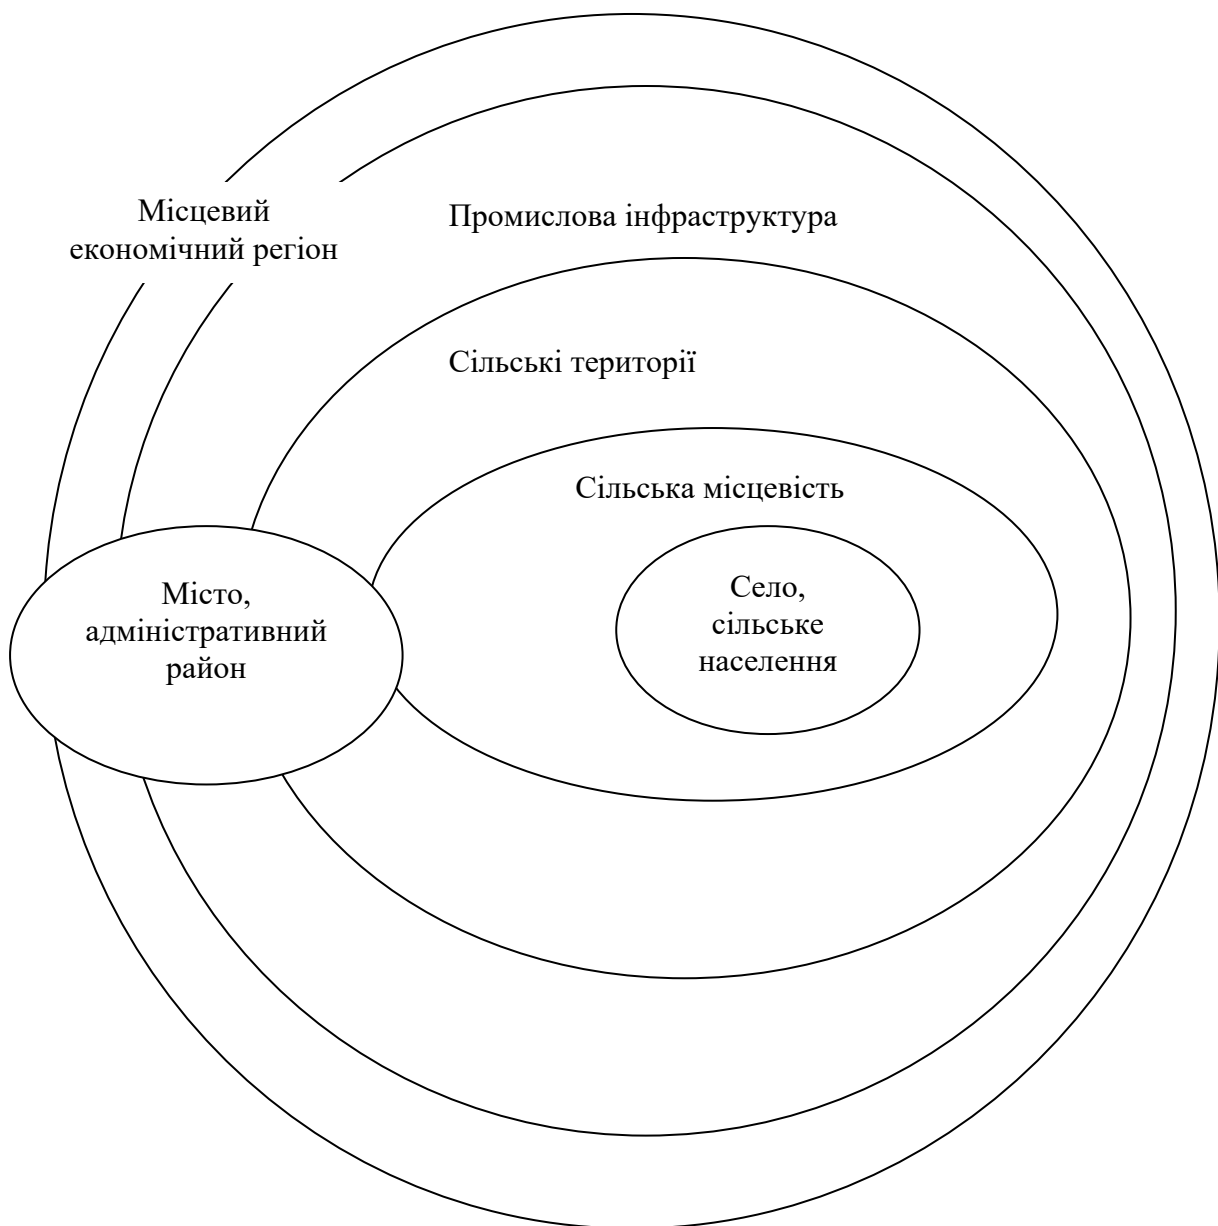 Місцевий
економічний регіон
Промислова інфраструктура
Сільські території
Сільська місцевість
Місто,
адміністративний
район
Село,
сільське
населення